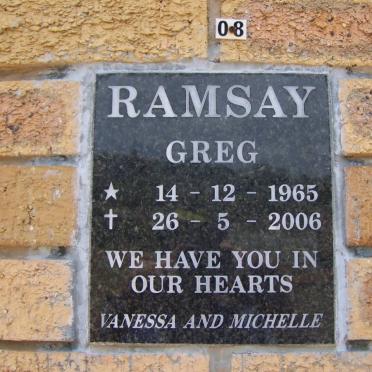 08
RAMSAY
GREG
★ 14 - 12 - 1965
✝ 26 - 5 - 2006
WE HAVE YOU IN
OUR HEARTS
VANESSA AND MICHELLE